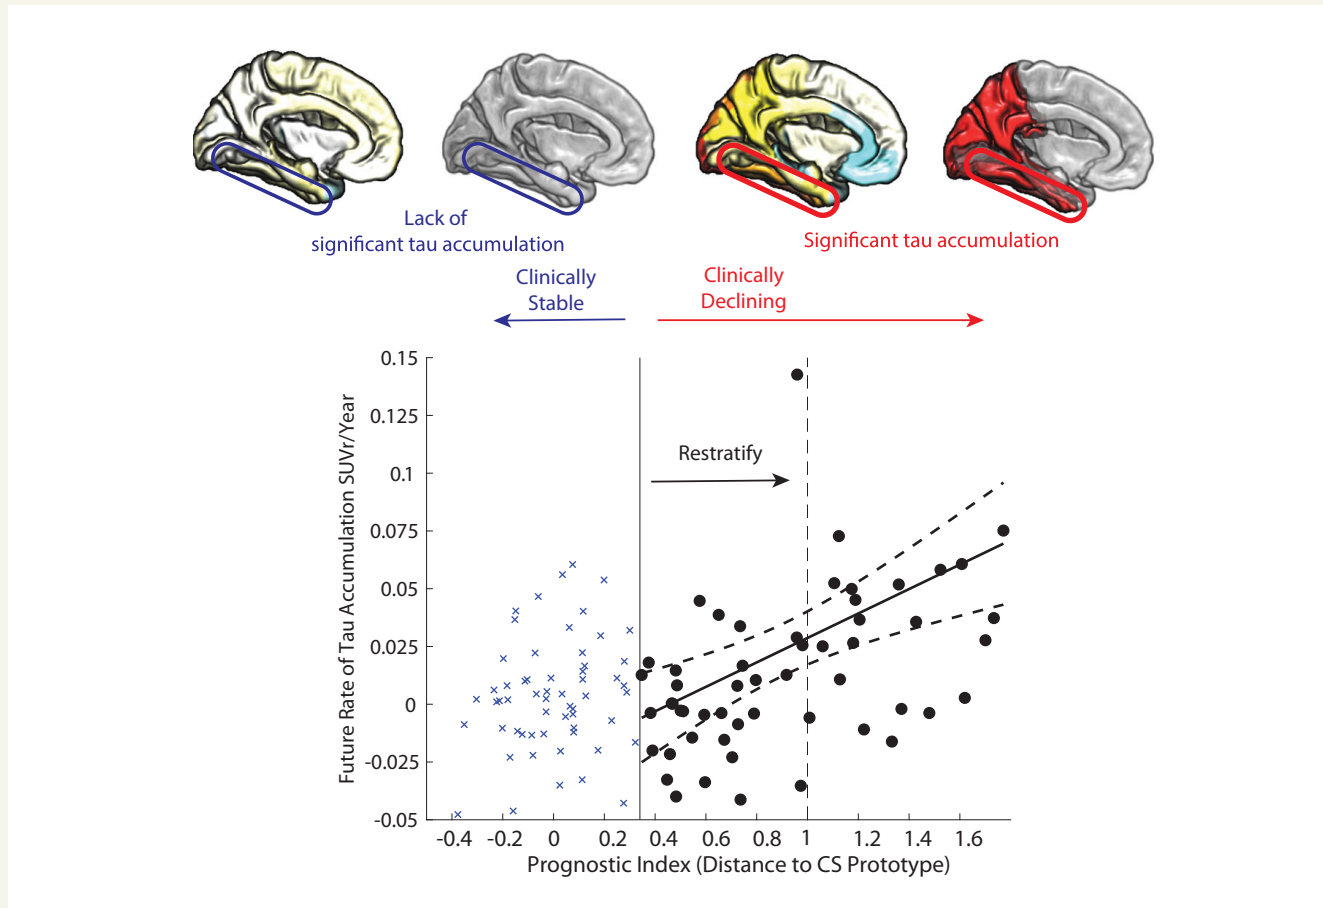 Lack of
significant tau accumulation
Significant tau accumulation
Clinically
Stable
Clinically
Declining
Restratify
Future Rate of Tau Accumulation SUVr/Year
0.15
0.125
0.1
0.075
0.05
0.025
0
-0.025
-0.05
-0.4 -0.2 0 0.2 0.4 0.6 0.8 1 1.2 1.4 1.6
Prognostic Index (Distance to CS Prototype)